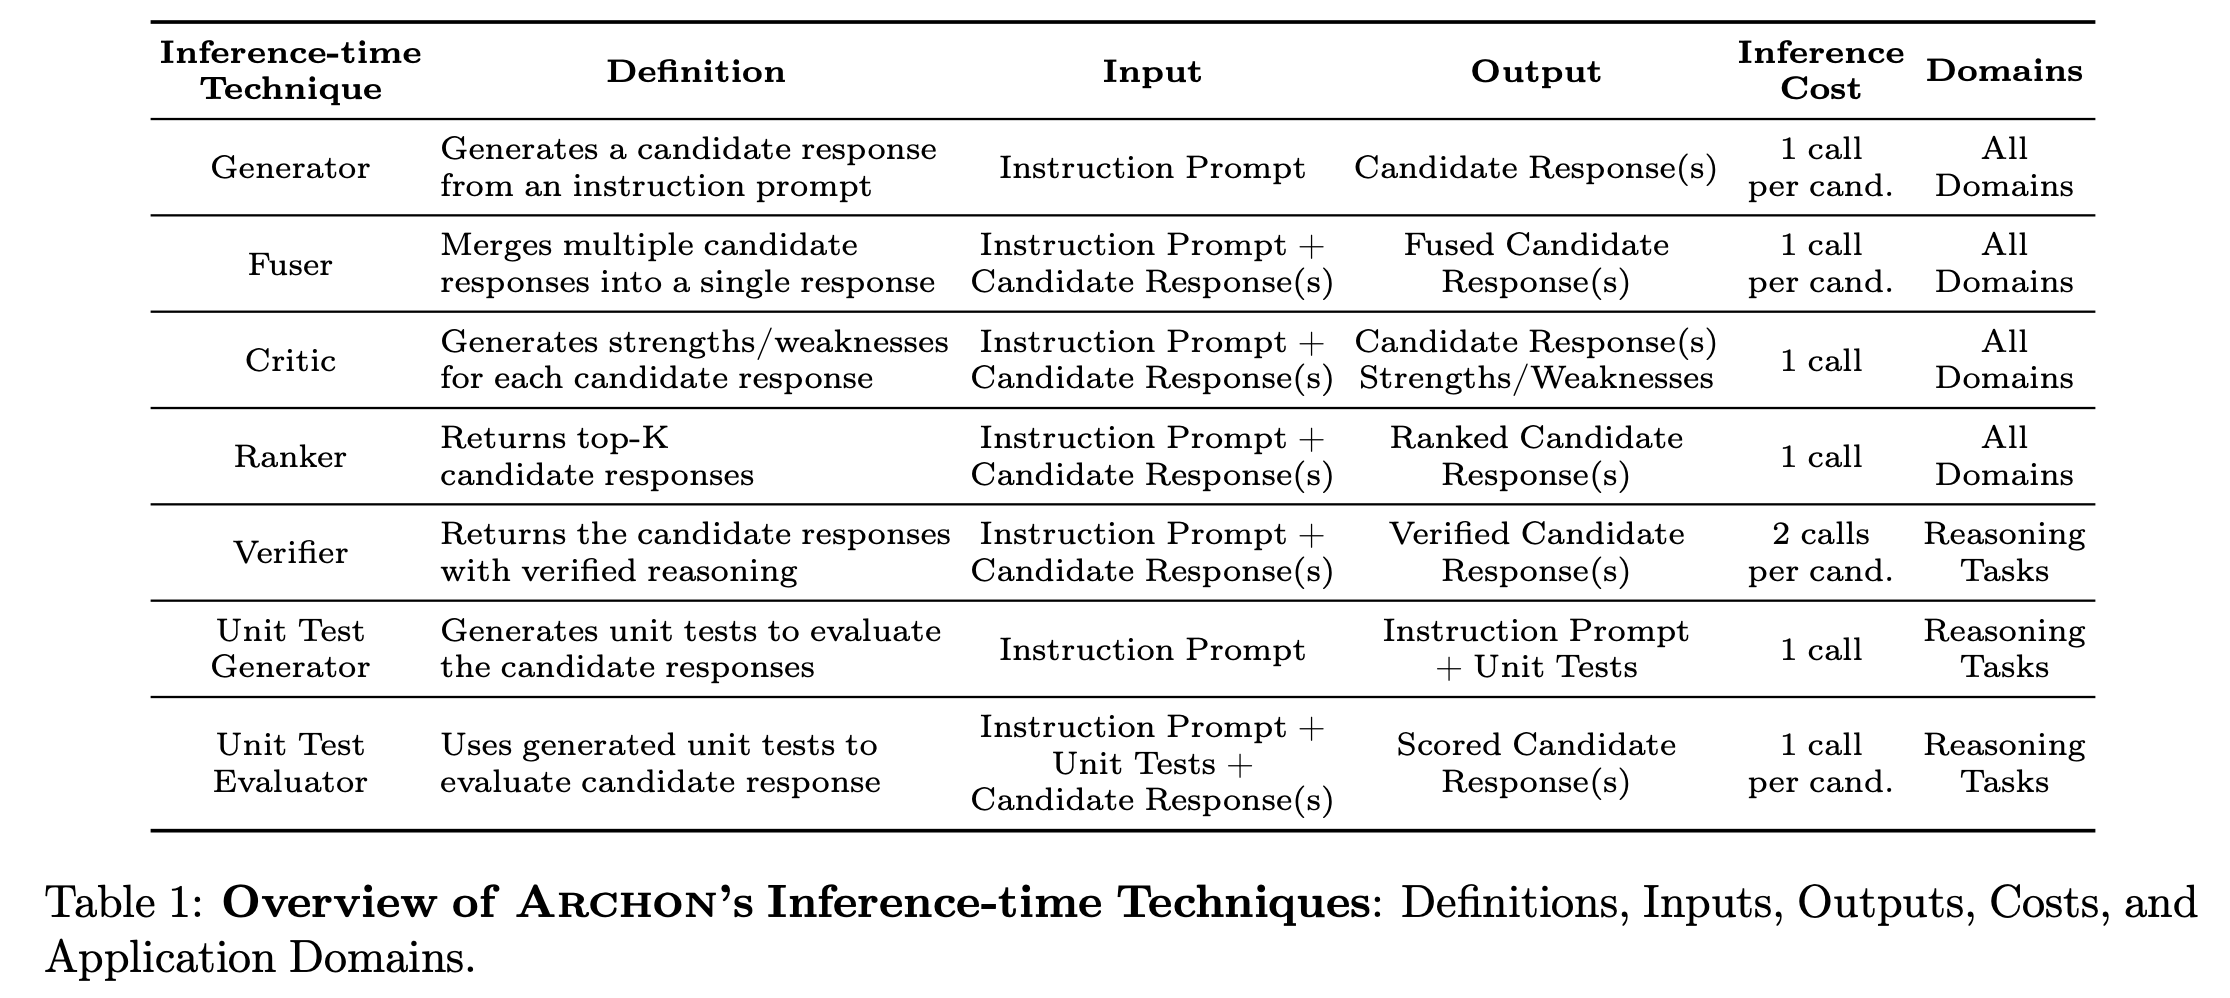 Inference-time Technique Definition Input Output Inference Cost Domains
Generator Generates a candidate response from an instruction prompt Instruction Prompt Candidate Response(s) 1 call per cand. All Domains
Fuser Merges multiple candidate responses into a single response Instruction Prompt + Candidate Response(s) Fused Candidate Response(s) 1 call per cand. All Domains
Critic Generates strengths/weaknesses for each candidate response Instruction Prompt + Candidate Response(s) Candidate Response(s) Strengths/Weaknesses 1 call All Domains
Ranker Returns top-K candidate responses Instruction Prompt + Candidate Response(s) Ranked Candidate Response(s) 1 call All Domains
Verifier Returns the candidate responses with verified reasoning Instruction Prompt + Candidate Response(s) Verified Candidate Response(s) 2 calls per cand. Reasoning Tasks
Unit Test Generator Generates unit tests to evaluate the candidate responses Instruction Prompt Instruction Prompt + Unit Tests 1 call Reasoning Tasks
Unit Test Evaluator Uses generated unit tests to evaluate candidate response Instruction Prompt + Unit Tests + Candidate Response(s) Scored Candidate Response(s) 1 call per cand. Reasoning Tasks
Table 1: Overview of ARCHON's Inference-time Techniques: Definitions, Inputs, Outputs, Costs, and
Application Domains.